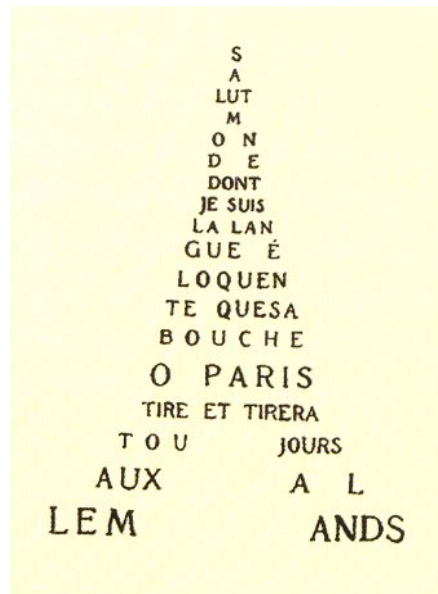 S
A
LUT
M
O N
D E
DONT
JE SUIS
LA LAN
GUE É
LOQUEN
TE QUESA
BOUCHE
O PARIS
TIRE ET TIRERA
TOU JOURS
AUX A L
LEM ANDS